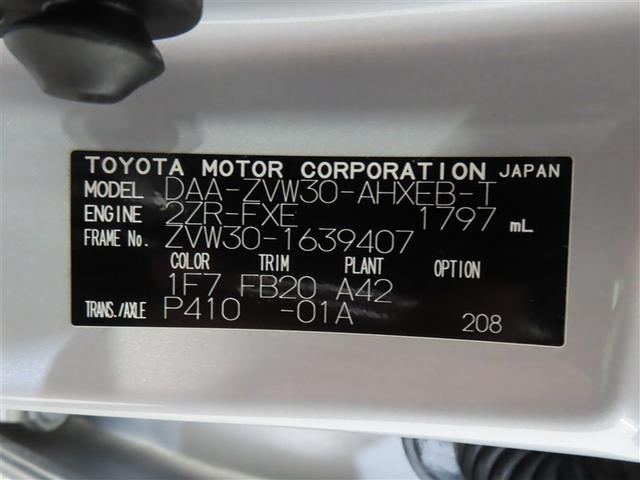 TOYOTA MOTOR CORPORATION JAPAN
MODEL DAA-ZVW30-AHXEB-T
ENGINE 2ZR-FXE 1797 mL
FRAME No. ZVW30-1639407
COLOR TRIM PLANT OPTION
1F7 FB20 A42
TRANS./AXLE P410 -01A 208